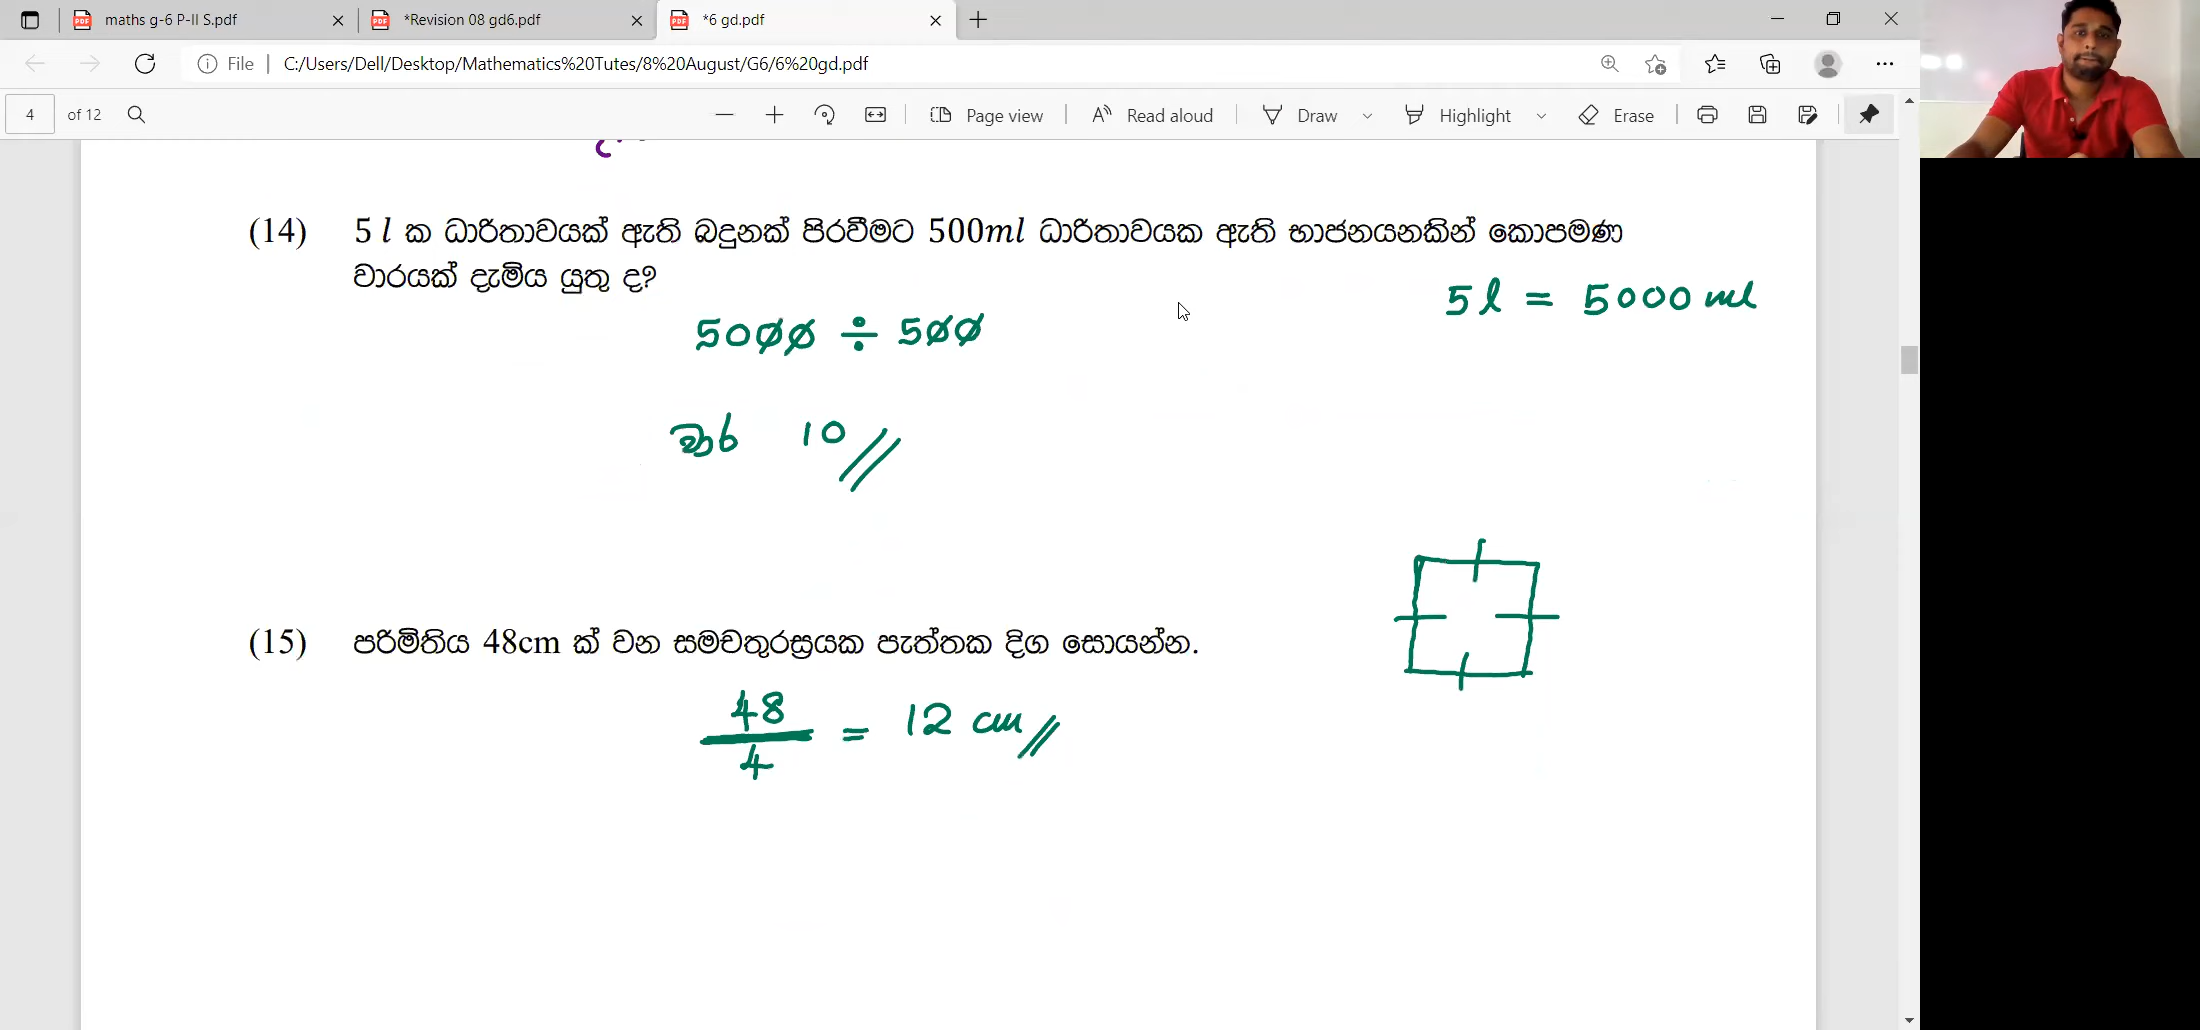 maths g-6 P-II S.pdf
*Revision 08 gd6.pdf
*6 gd.pdf
File
C:/Users/Dell/Desktop/Mathematics%20Tutes/8%20August/G6/6%20gd.pdf
4 of 12
Page view
Read aloud
Draw
Highlight
Erase
(14) 5 l ක ධාරිතාවයක් ඇති බඳුනක් පිරවීමට 500ml ධාරිතාවයක ඇති භාජනයනකින් කොපමණ
වාරයක් දැමිය යුතු ද?
5 l = 5000 ml
5000 ÷ 500
වාර 10
(15) පරිමිතිය 48cm ක් වන සමචතුරස්‍රයක පැත්තක දිග සොයන්න.
48
4
= 12 cm